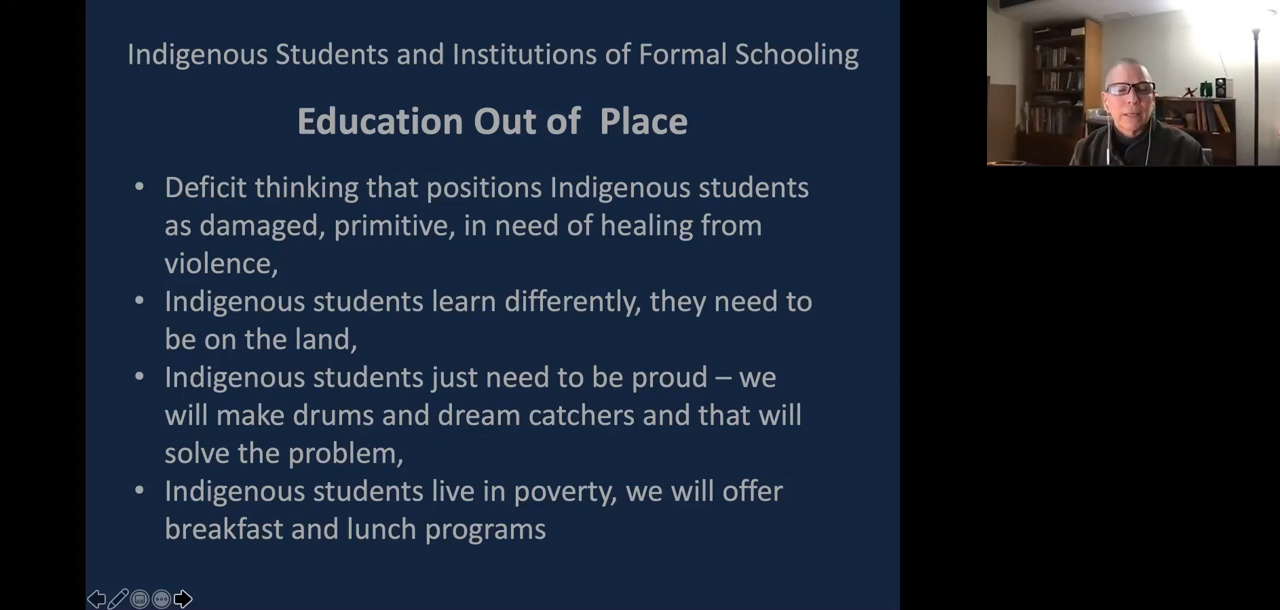 Indigenous Students and Institutions of Formal Schooling
Education Out of  Place
• Deficit thinking that positions Indigenous students
as damaged, primitive, in need of healing from
violence,
• Indigenous students learn differently, they need to
be on the land,
• Indigenous students just need to be proud – we
will make drums and dream catchers and that will
solve the problem,
• Indigenous students live in poverty, we will offer
breakfast and lunch programs